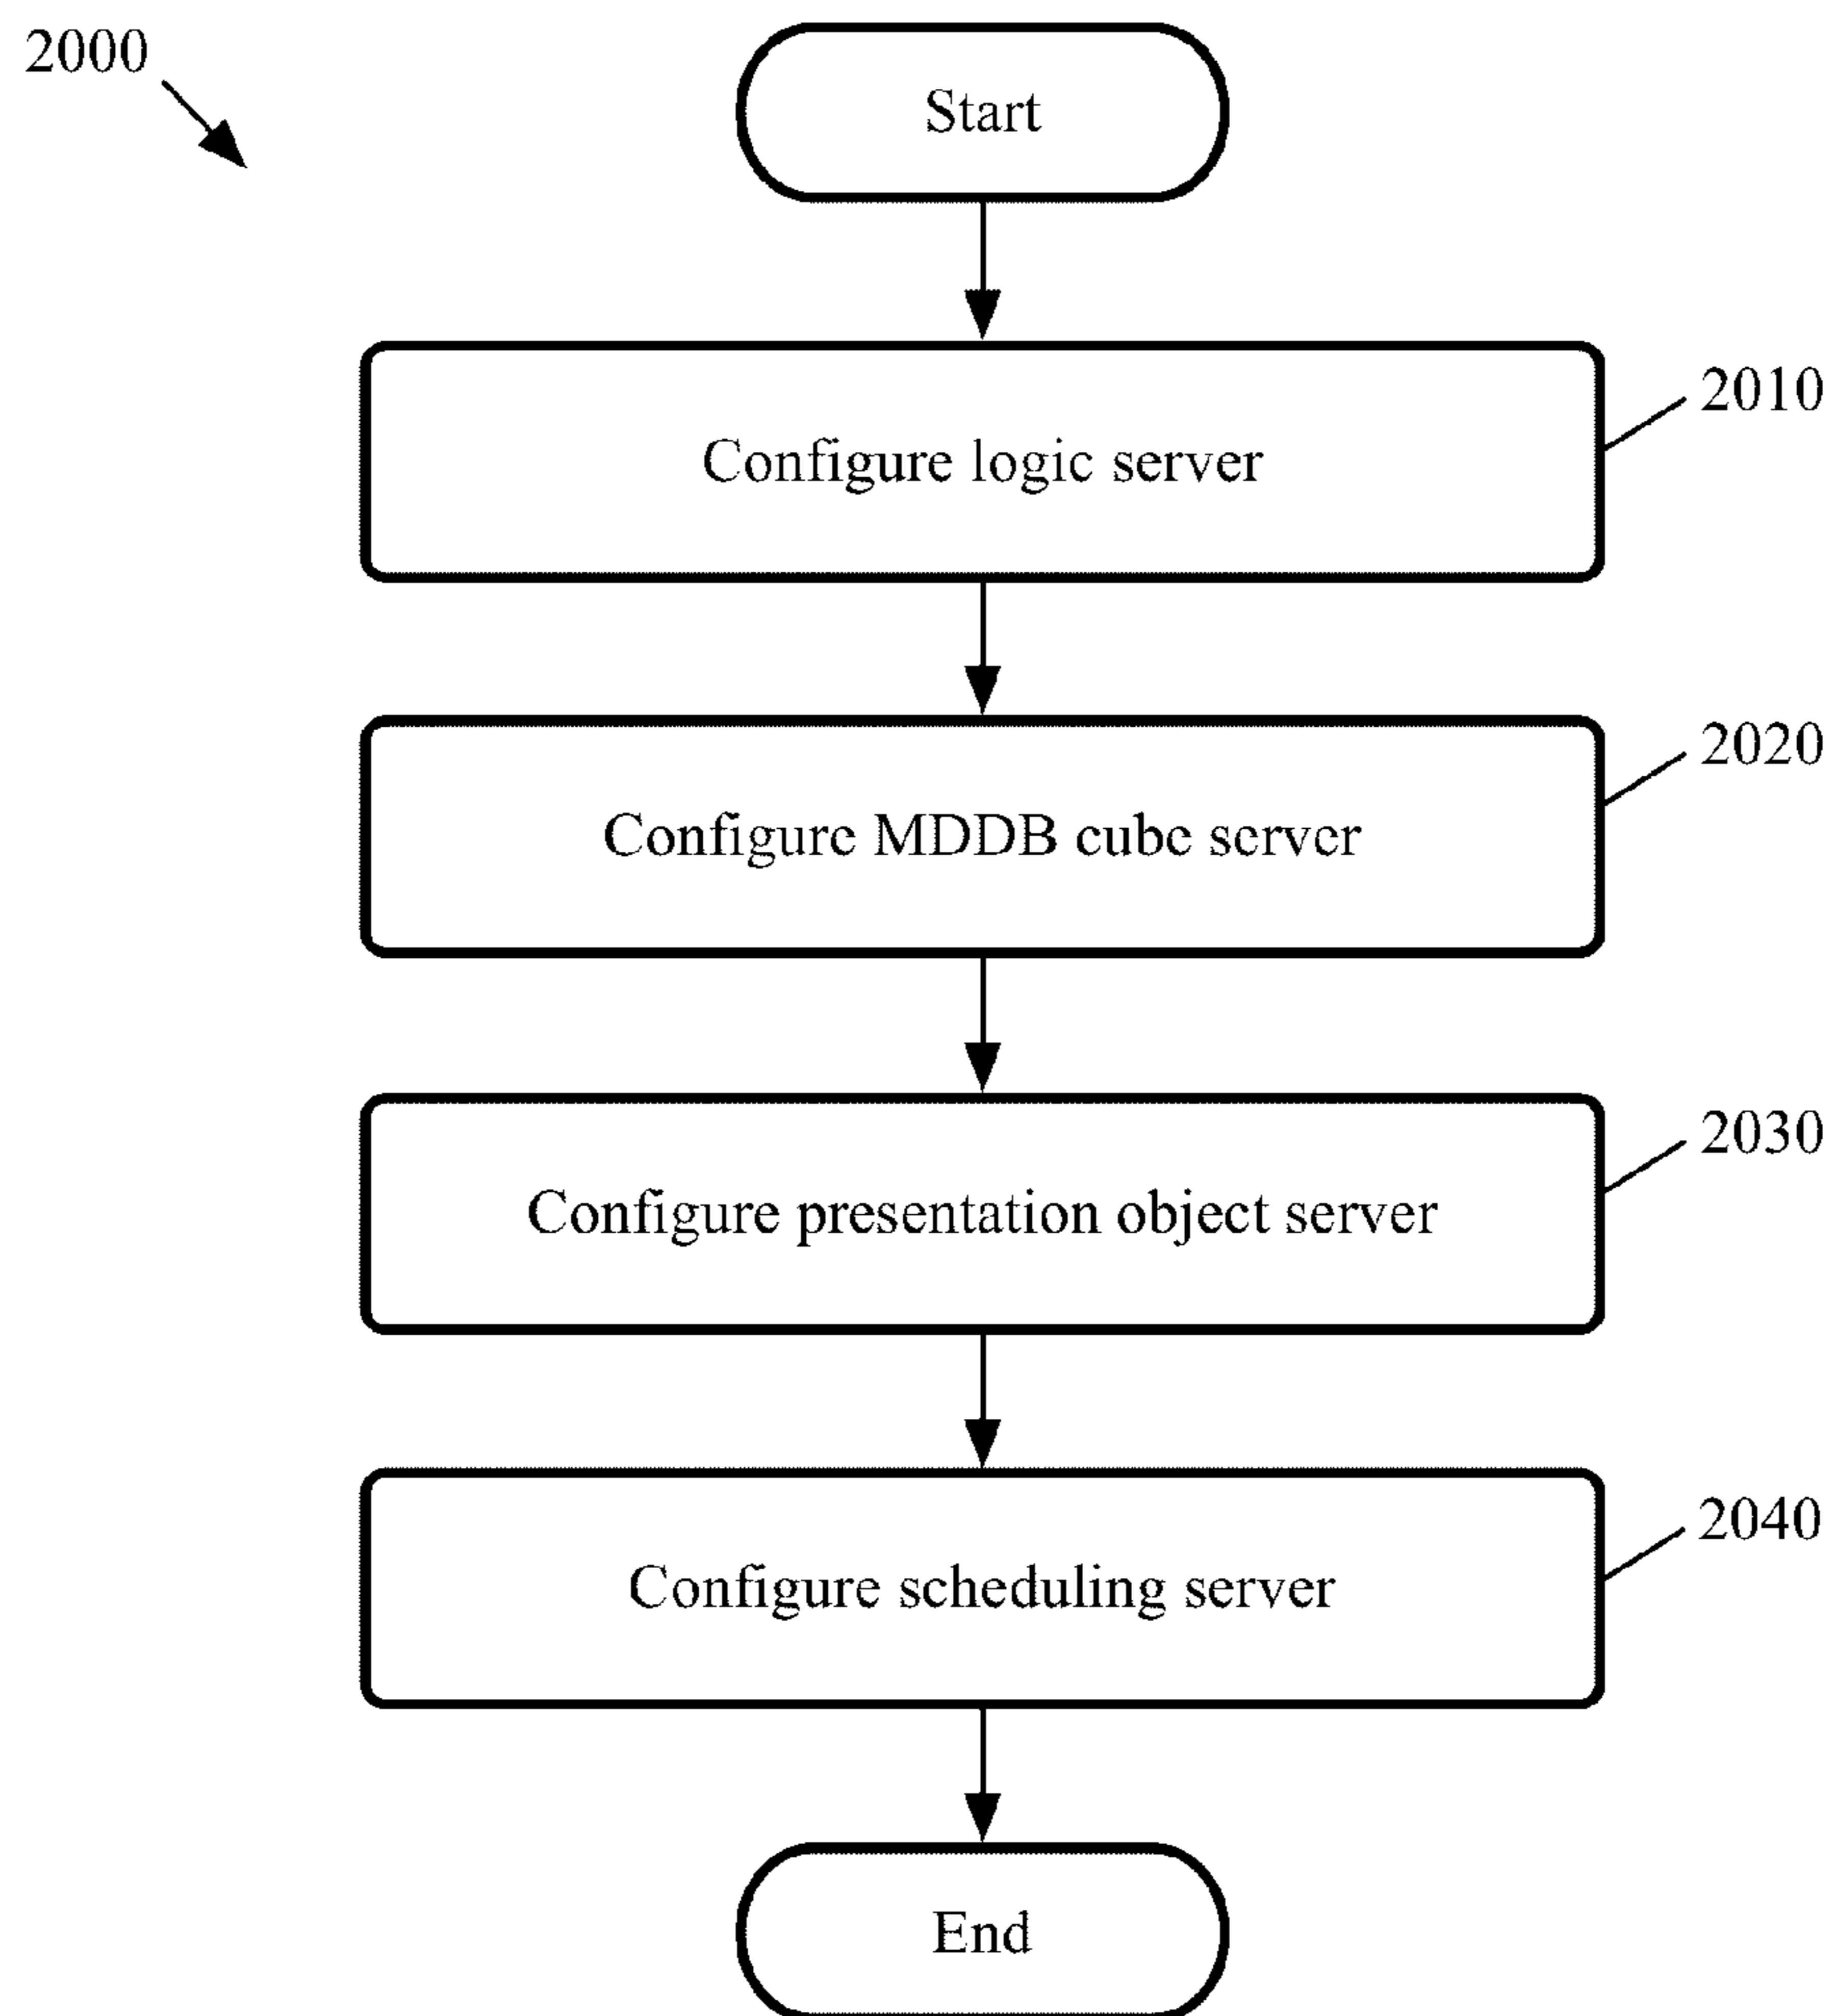 2000
Start
Configure logic server
2010
Configure MDDB cube server
2020
Configure presentation object server
2030
Configure scheduling server
2040
End